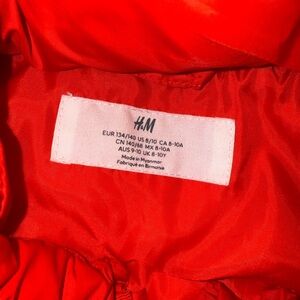 H&M
EUR 134/140 US 8/10 CA 8-10A
CN 140/68 MX 8-10A
AUS 9-10 UK 8-10Y
Made in Myanmar
Fabriqué en Birmanie